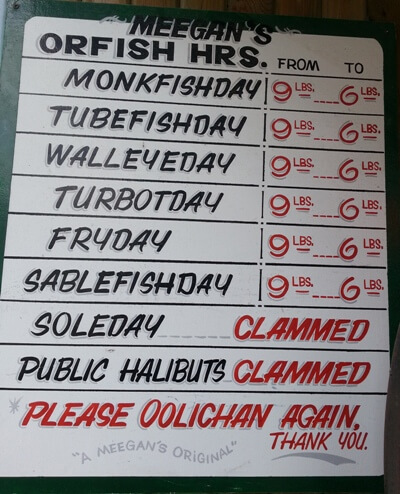 MEEGAN'S
ORFISH HRS. FROM TO
MONKFISHDAY 9 LBS. 6 LBS.
TUBEFISHDAY 9 LBS. 6 LBS.
WALLEYEDAY 9 LBS. 6 LBS.
TURBOTDAY 9 LBS. 6 LBS.
FRYDAY 9 LBS. 6 LBS.
SABLEFISHDAY 9 LBS. 6 LBS.
SOLEDAY CLAMMED
PUBLIC HALIBUTS CLAMMED
*PLEASE OOLICHAN AGAIN,
THANK YOU.
"A MEEGAN'S ORIGINAL"